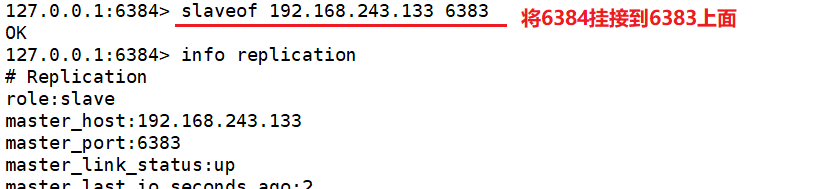 127.0.0.1:6384> slaveof 192.168.243.133 6383 将6384挂接到6383上面
OK
127.0.0.1:6384> info replication
# Replication
role:slave
master_host:192.168.243.133
master_port:6383
master_link_status:up
master_last_io_seconds_ago:2